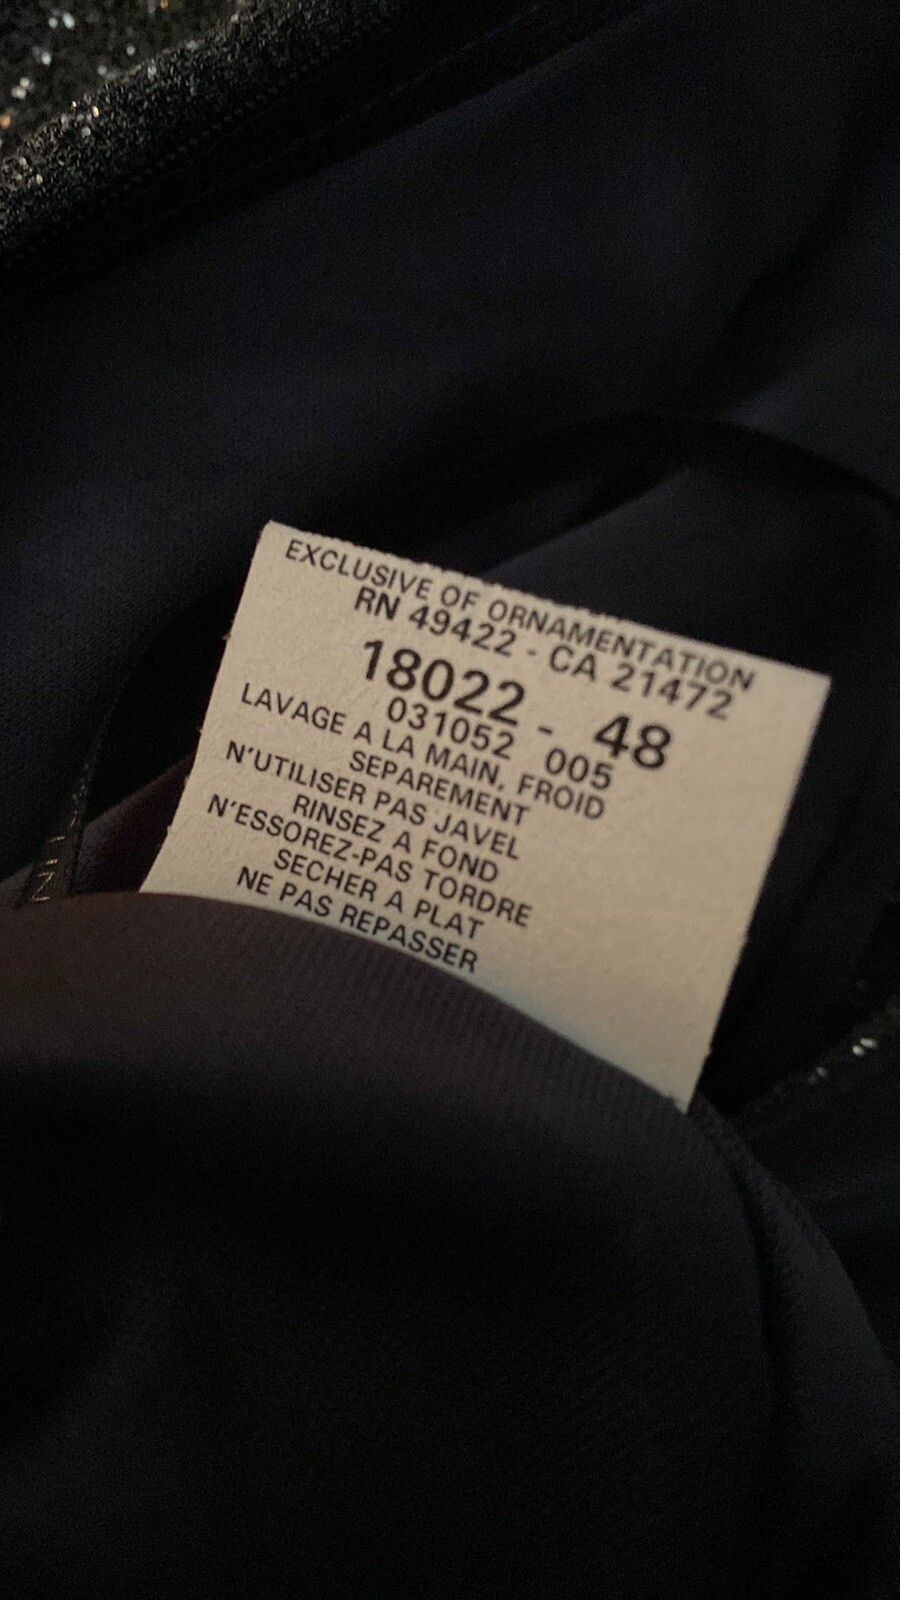 EXCLUSIVE OF ORNAMENTATION
RN 49422 - CA 21472
18022 - 48
031052 005
LAVAGE A LA MAIN, FROID
SEPAREMENT
N'UTILISER PAS JAVEL
RINSEZ A FOND
N'ESSOREZ-PAS TORDRE
SECHER A PLAT
NE PAS REPASSER